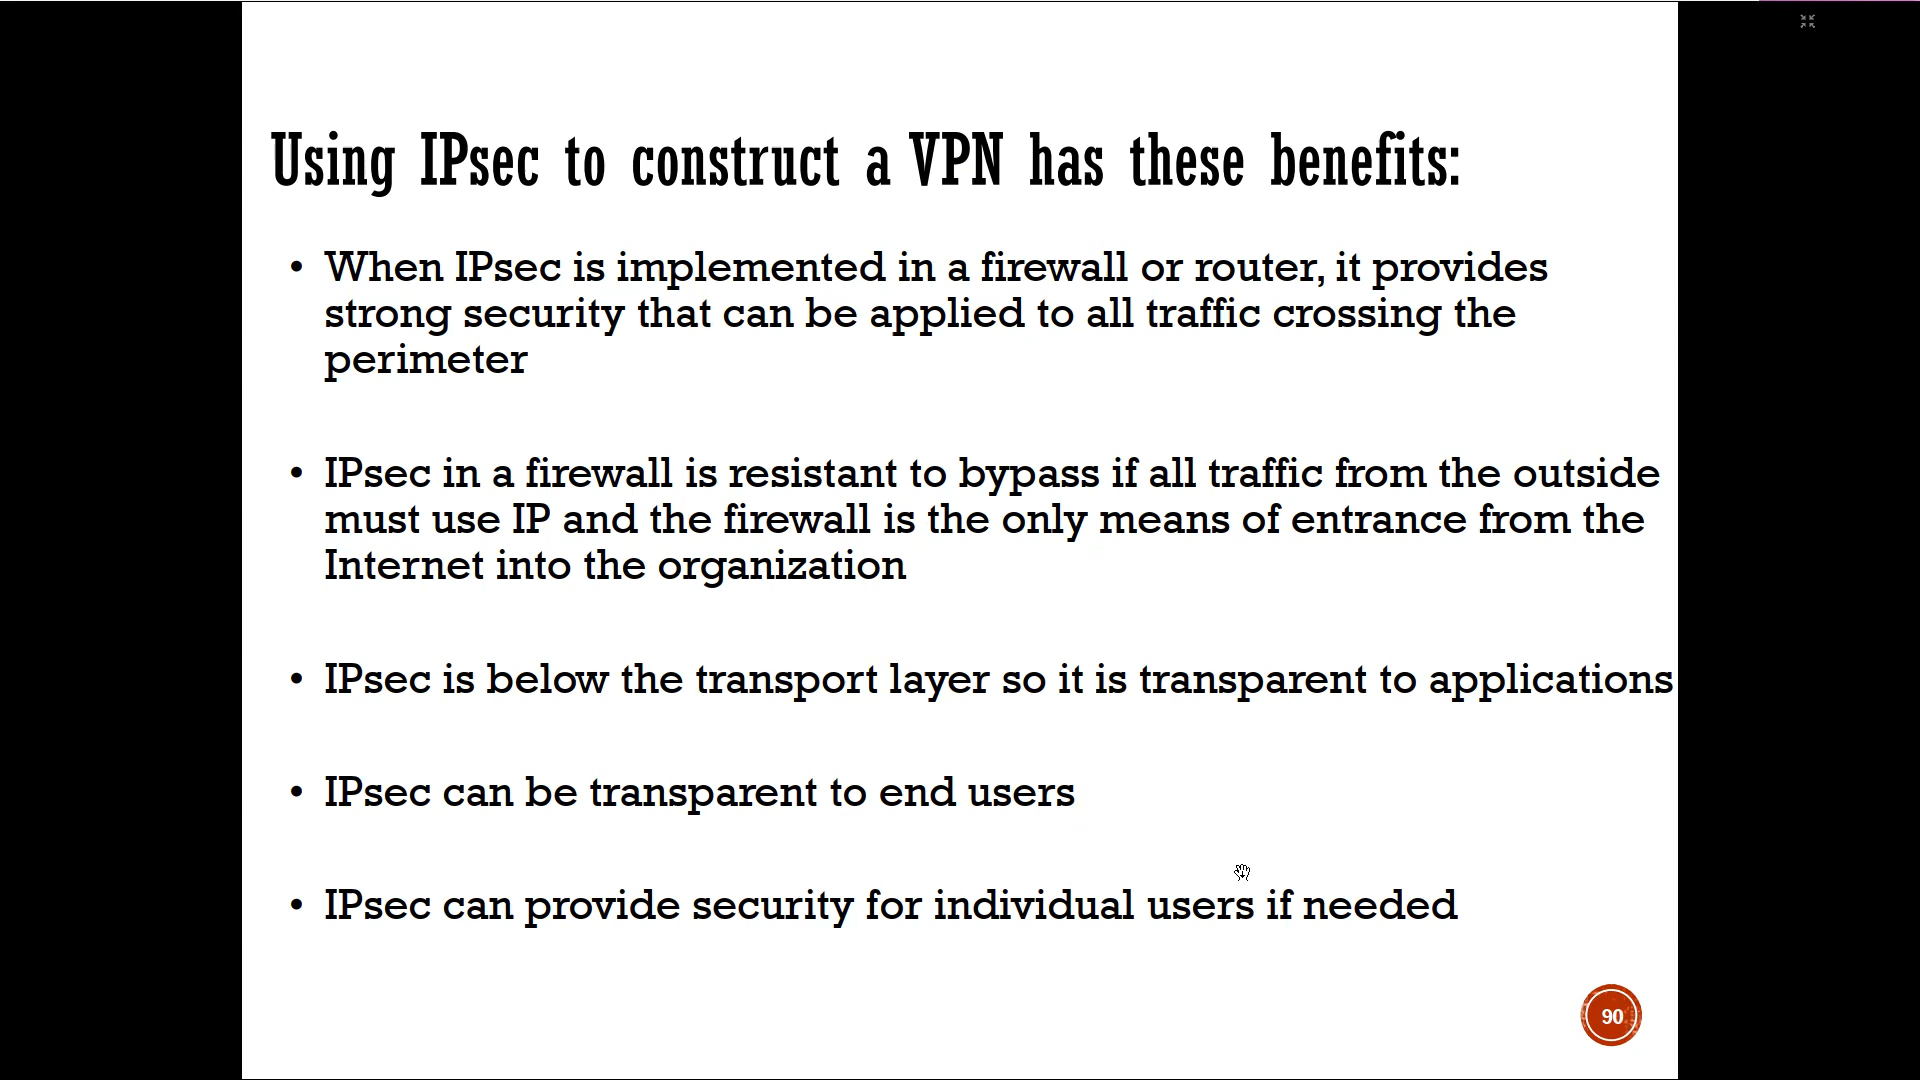 Using IPsec to construct a VPN has these benefits:
• When IPsec is implemented in a firewall or router, it provides
strong security that can be applied to all traffic crossing the
perimeter
• IPsec in a firewall is resistant to bypass if all traffic from the outside
must use IP and the firewall is the only means of entrance from the
Internet into the organization
• IPsec is below the transport layer so it is transparent to applications
• IPsec can be transparent to end users
• IPsec can provide security for individual users if needed
90